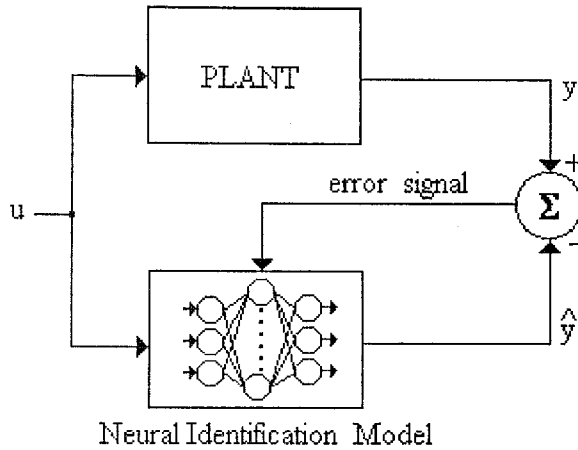 PLANT
y
+
error signal
u
Σ
−
ŷ
Neural Identification Model